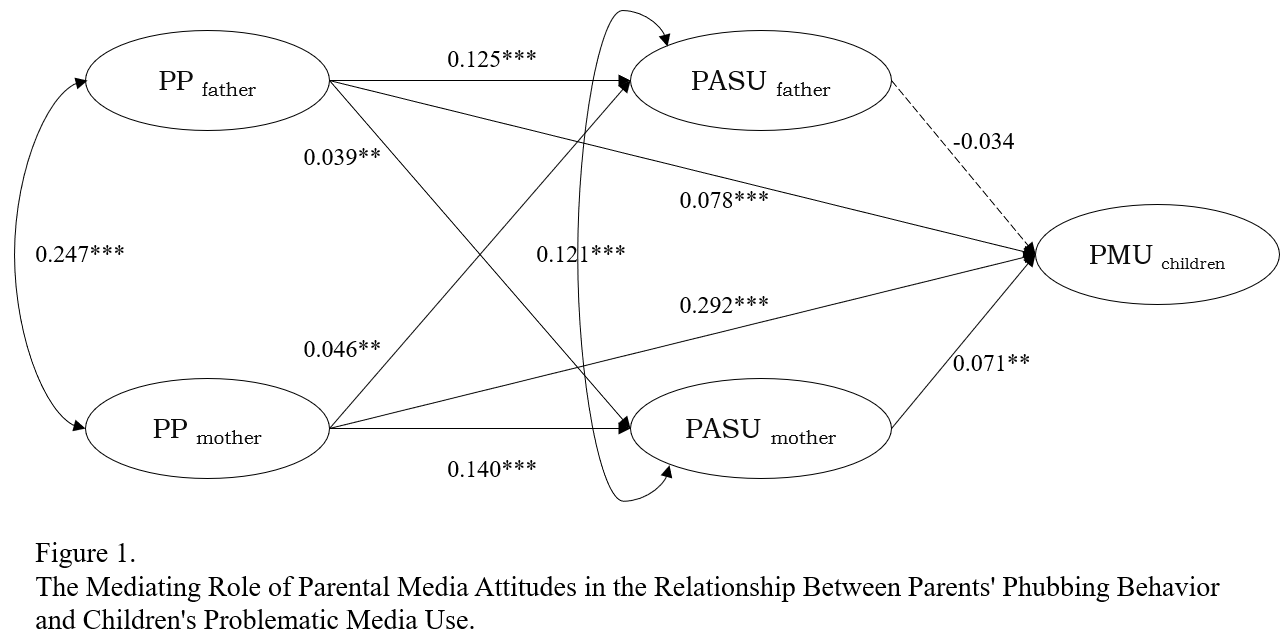 0.125***
PP father
PASU father
0.039**
-0.034
0.078***
0.247***
0.121***
PMU children
0.292***
0.046**
0.071**
PP mother
PASU mother
0.140***
Figure 1.
The Mediating Role of Parental Media Attitudes in the Relationship Between Parents' Phubbing Behavior
and Children's Problematic Media Use.